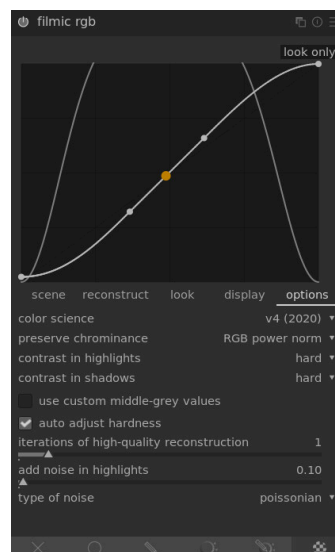 filmic rgb
look only
scene reconstruct look display options
color science v4 (2020)
preserve chrominance RGB power norm
contrast in highlights hard
contrast in shadows hard
use custom middle-grey values
auto adjust hardness
iterations of high-quality reconstruction 1
add noise in highlights 0.10
type of noise poissonian